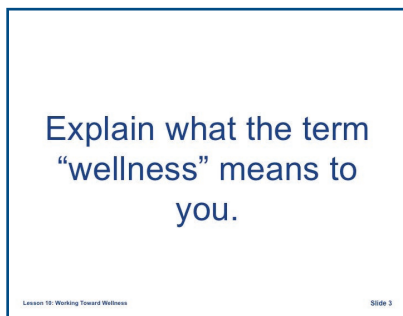 Explain what the term
“wellness” means to
you.
Lesson 10: Working Toward Wellness
Slide 3